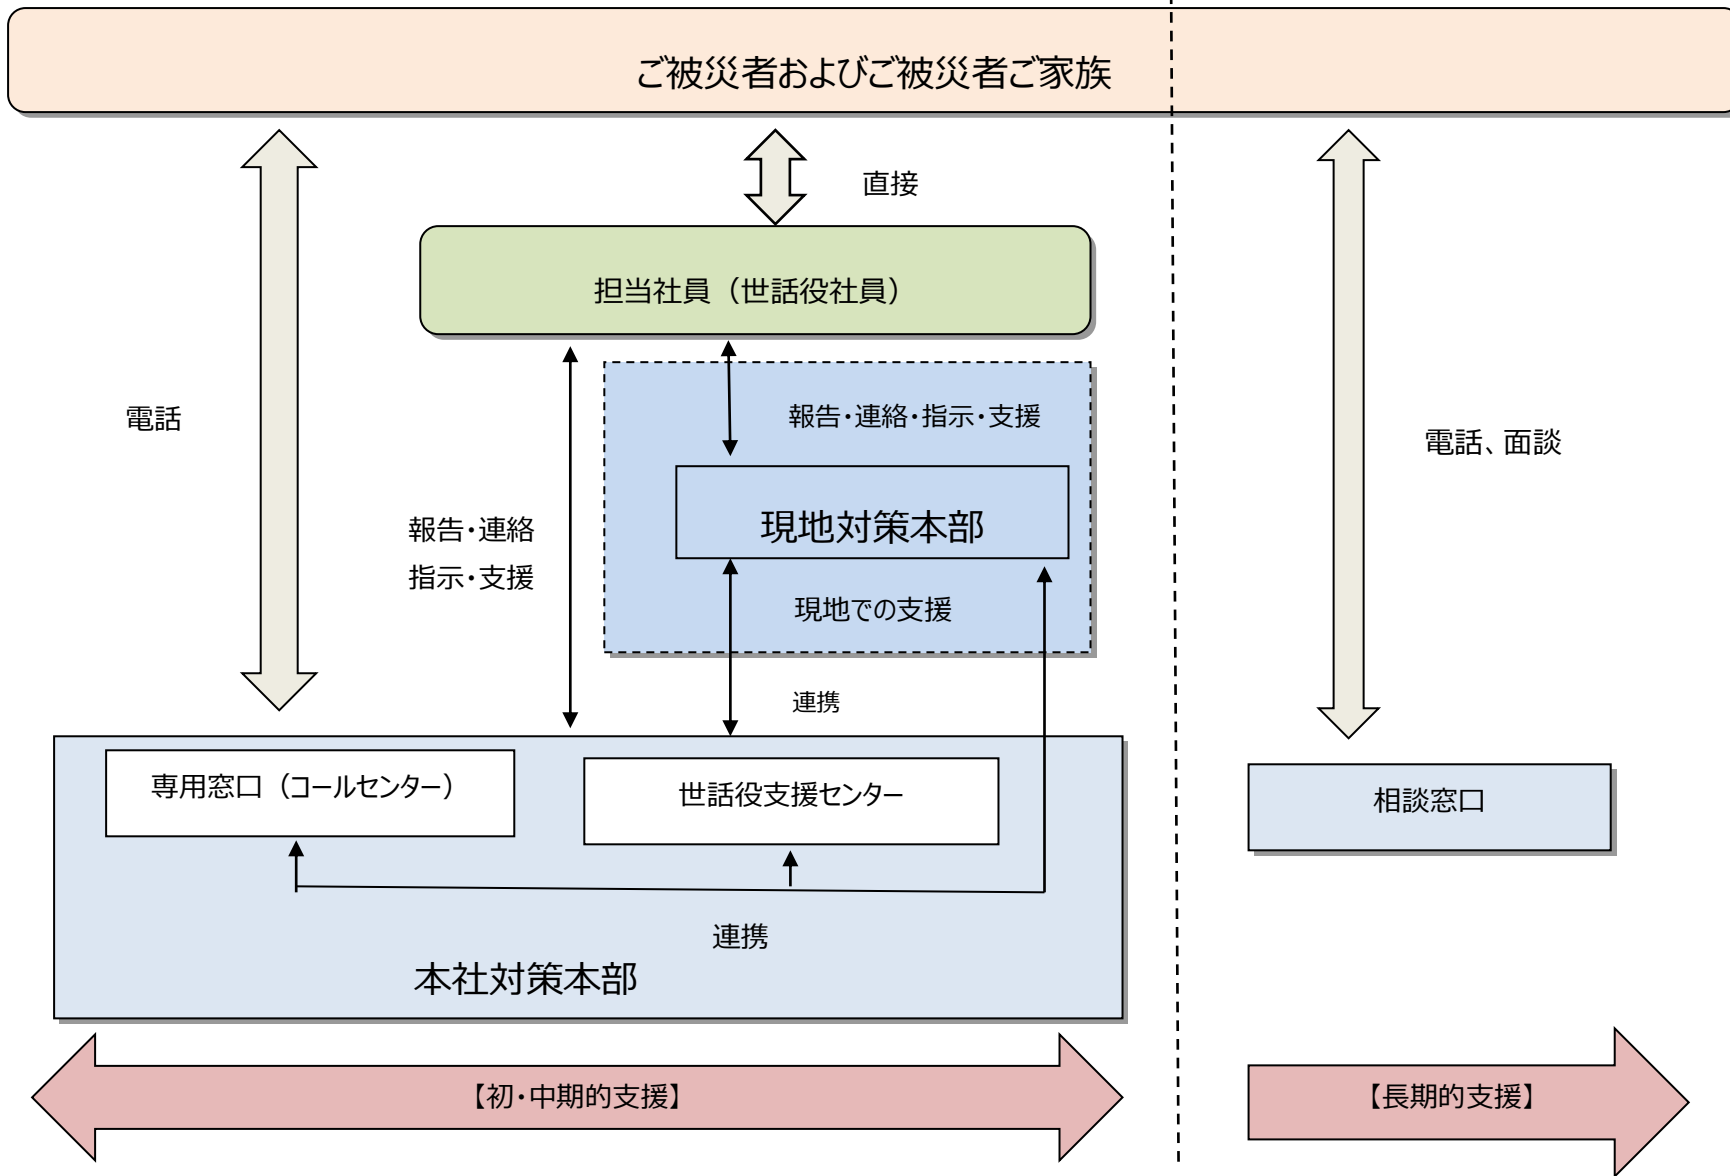 ご被災者およびご被災者ご家族
直接
担当社員（世話役社員）
電話
報告・連絡・指示・支援
電話、面談
現地対策本部
報告・連絡
指示・支援
現地での支援
連携
専用窓口（コールセンター）
世話役支援センター
相談窓口
連携
本社対策本部
【初・中期的支援】
【長期的支援】